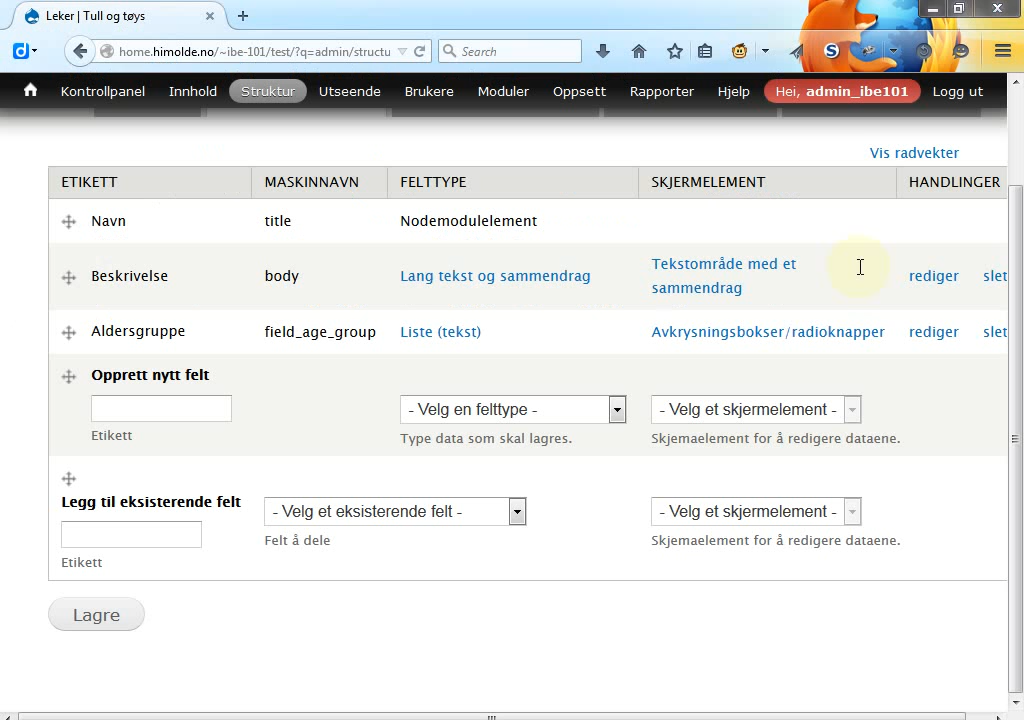 Leker | Tull og tøys
home.himolde.no/~ibe-101/test/?q=admin/structu
Search
Kontrollpanel Innhold Struktur Utseende Brukere Moduler Oppsett Rapporter Hjelp Hei, admin_ibe101 Logg ut
Vis radvekter
ETIKETT MASKINNAVN FELTTYPE SKJERMELEMENT HANDLINGER
Navn title Nodemodulelement
Beskrivelse body Lang tekst og sammendrag Tekstområde med et sammendrag rediger slet
Aldersgruppe field_age_group Liste (tekst) Avkrysningsbokser/radioknapper rediger slet
Opprett nytt felt
- Velg en felttype - - Velg et skjermelement -
Etikett Type data som skal lagres. Skjemaelement for å redigere dataene.
Legg til eksisterende felt - Velg et eksisterende felt - - Velg et skjermelement -
Felt å dele Skjemaelement for å redigere dataene.
Etikett
Lagre